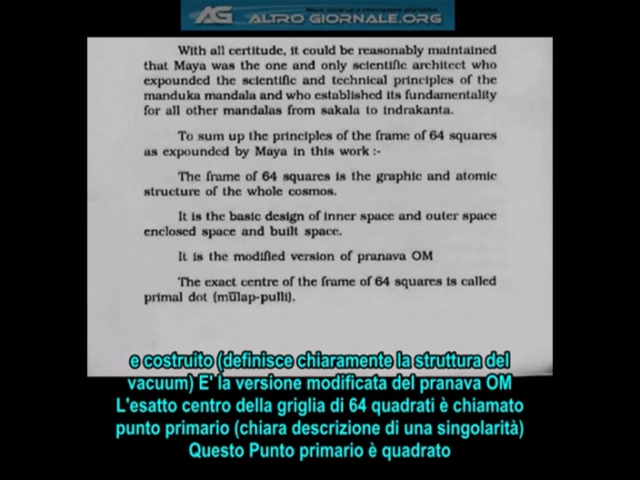 AG ALTRO GIORNALE.ORG
With all certitude, it could be reasonably maintained
that Maya was the one and only scientific architect who
expounded the scientific and technical principles of the
manduka mandala and who established its fundamentality
for all other mandalas from sakala to indrakanta.
To sum up the principles of the frame of 64 squares
as expounded by Maya in this work :-
The frame of 64 squares is the graphic and atomic
structure of the whole cosmos.
It is the basic design of inner space and outer space
enclosed space and built space.
It is the modified version of pranava OM
The exact centre of the frame of 64 squares is called
primal dot (mūlap-pulli).
e costruito (definisce chiaramente la struttura del
vacuum) E' la versione modificata del pranava OM
L'esatto centro della griglia di 64 quadrati è chiamato
punto primario (chiara descrizione di una singolarità)
Questo Punto primario è quadrato